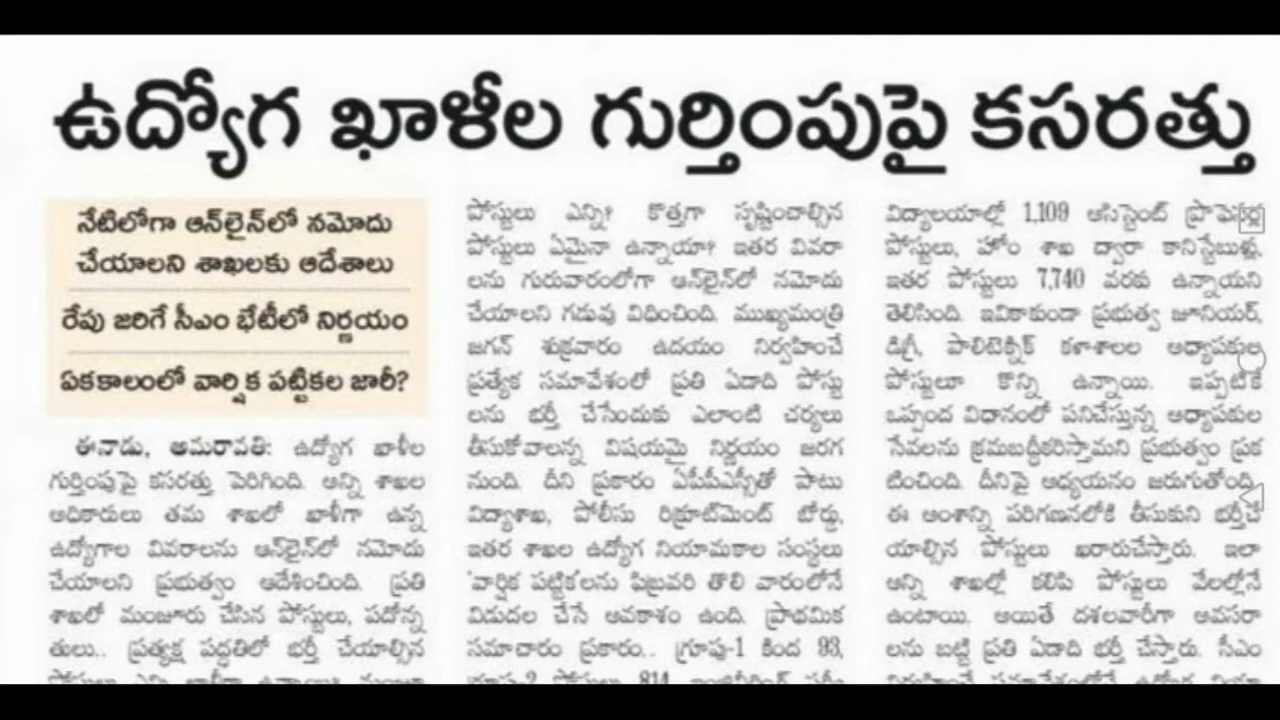 ఉద్యోగ ఖాళీల గుర్తింపుపై కసరత్తు
నేటిలోగా ఆన్‌లైన్‌లో నమోదు
చేయాలని శాఖలకు ఆదేశాలు
రేపు జరిగే సీఎం భేటీలో నిర్ణయం
ఏకకాలంలో వార్షిక పట్టికల జారీ?
ఈనాడు, అమరావతి: ఉద్యోగ ఖాళీల
గుర్తింపుపై కసరత్తు పెరిగింది. అన్ని శాఖల
అధికారులు తమ శాఖలో ఖాళీగా ఉన్న
ఉద్యోగాల వివరాలను ఆన్‌లైన్‌లో నమోదు
చేయాలని ప్రభుత్వం ఆదేశించింది. ప్రతి
శాఖలో మంజూరు చేసిన పోస్టులు, పదోన్న
తులు.. ప్రత్యక్ష పద్ధతిలో భర్తీ చేయాల్సిన
పోస్టులు ఎన్ని? కొత్తగా సృష్టించాల్సిన
పోస్టులు ఏమైనా ఉన్నాయా? ఇతర వివరా
లను గురువారంలోగా ఆన్‌లైన్‌లో నమోదు
చేయాలని గడువు విధించింది. ముఖ్యమంత్రి
జగన్ శుక్రవారం ఉదయం నిర్వహించే
ప్రత్యేక సమావేశంలో ప్రతి ఏడాది పోస్టు
లను భర్తీ చేసేందుకు ఎలాంటి చర్యలు
తీసుకోవాలన్న విషయమై నిర్ణయం జరగ
నుంది. దీని ప్రకారం ఏపీపీఎస్సీతో పాటు
విద్యాశాఖ, పోలీసు రిక్రూట్‌మెంట్ బోర్డు,
ఇతర శాఖల ఉద్యోగ నియామకాల సంస్థలు
'వార్షిక పట్టిక'లను ఫిబ్రవరి తొలి వారంలోనే
విడుదల చేసే అవకాశం ఉంది. ప్రాథమిక
సమాచారం ప్రకారం.. గ్రూపు-1 కింద 93,
గ్రూపు-2 పోస్టులు 814, ఇంజినీరింగ్ సర్వీ
విద్యాలయాల్లో 1,109 అసిస్టెంట్ ప్రొఫెసర్ల
పోస్టులు, హోం శాఖ ద్వారా కానిస్టేబుళ్లు,
ఇతర పోస్టులు 7,740 వరకు ఉన్నాయని
తెలిసింది. ఇవికాకుండా ప్రభుత్వ జూనియర్,
డిగ్రీ, పాలిటెక్నిక్ కళాశాలల అధ్యాపకుల
పోస్టులూ కొన్ని ఉన్నాయి. ఇప్పటికే
ఒప్పంద విధానంలో పనిచేస్తున్న అధ్యాపకుల
సేవలను క్రమబద్ధీకరిస్తామని ప్రభుత్వం ప్రక
టించింది. దీనిపై అధ్యయనం జరుగుతోంది.
ఈ అంశాన్ని పరిగణనలోకి తీసుకుని భర్తీచే
యాల్సిన పోస్టులు ఖరారుచేస్తారు. ఇలా
అన్ని శాఖల్లో కలిపి పోస్టులు వేలల్లోనే
ఉంటాయి. అయితే దశలవారీగా అవసరా
లను బట్టి ప్రతి ఏడాది భర్తీ చేస్తారు. సీఎం